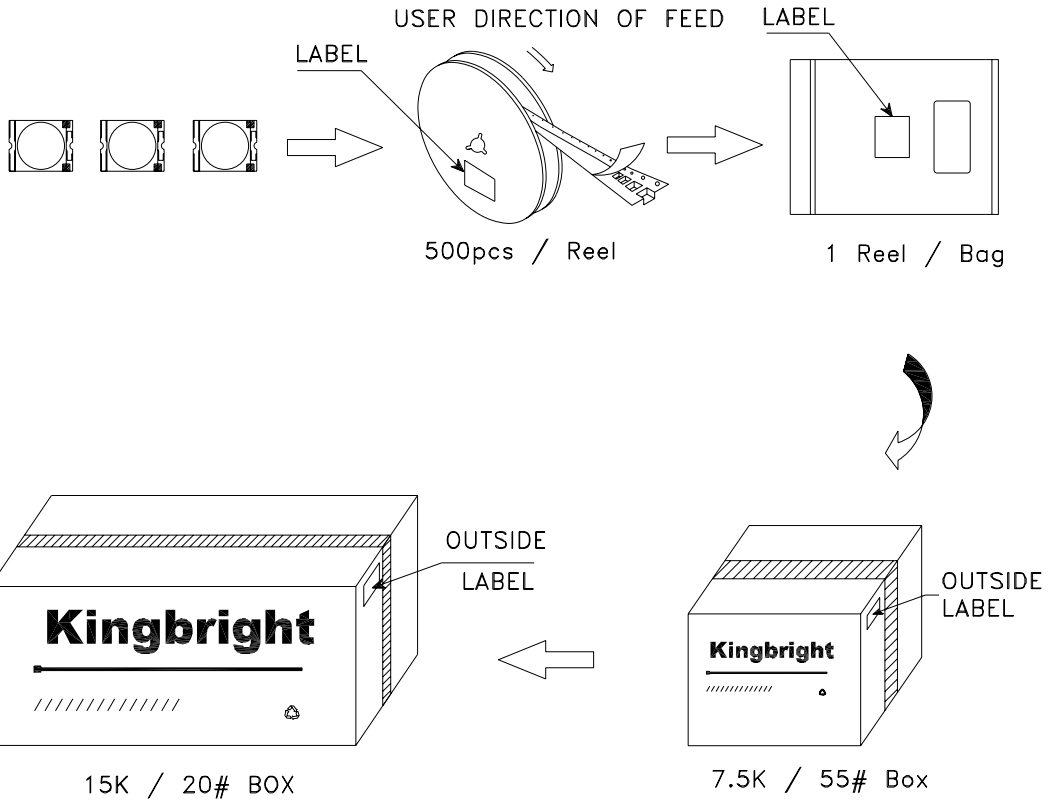 USER DIRECTION OF FEED
LABEL
LABEL
500pcs / Reel
1 Reel / Bag
OUTSIDE
LABEL
Kingbright
15K / 20# BOX
OUTSIDE
LABEL
Kingbright
7.5K / 55# Box